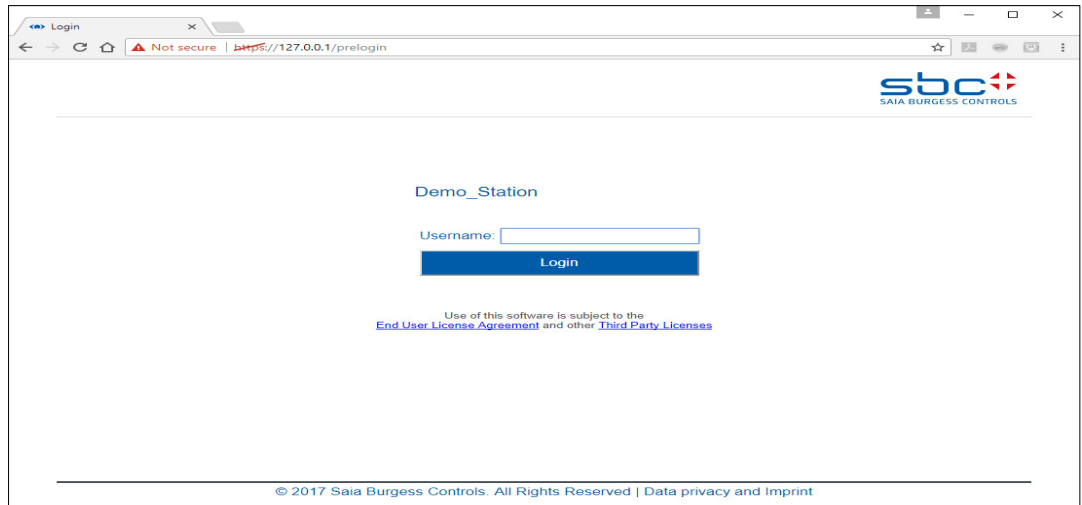 Login
Not secure | https://127.0.0.1/prelogin
sbc
SAIA BURGESS CONTROLS
Demo_Station
Username:
Login
Use of this software is subject to the
End User License Agreement and other Third Party Licenses
© 2017 Saia Burgess Controls. All Rights Reserved | Data privacy and Imprint